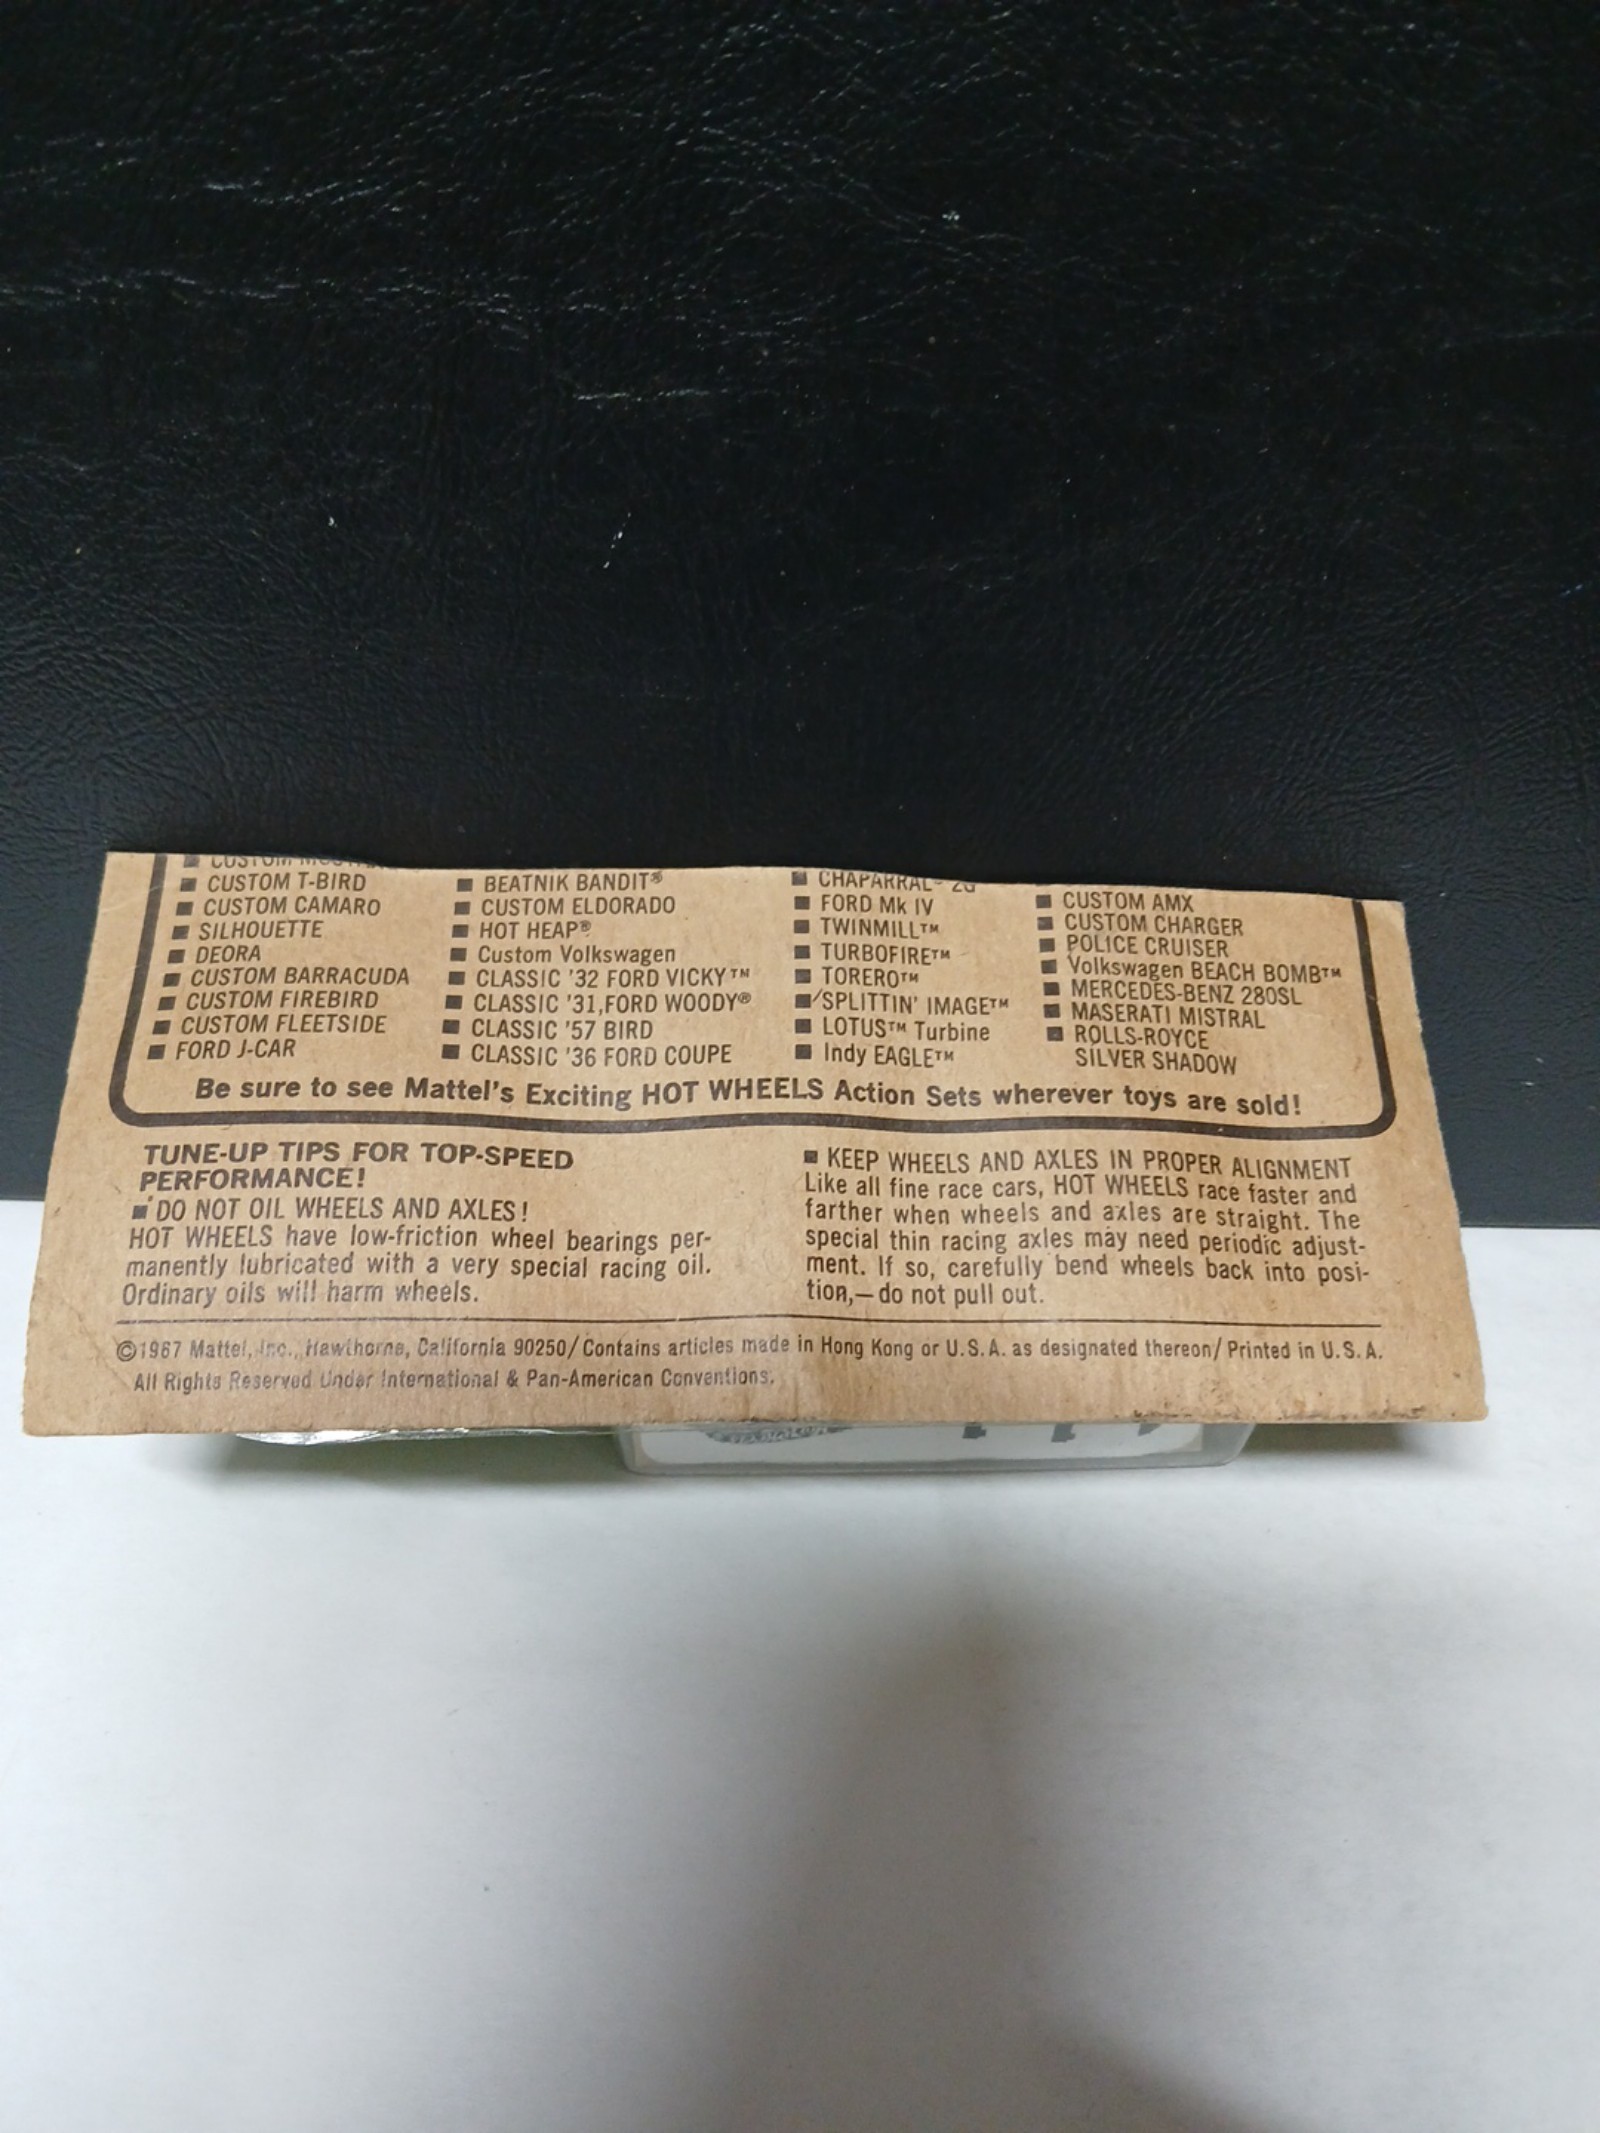 CUSTOM
■ CUSTOM T-BIRD
■ CUSTOM CAMARO
■ SILHOUETTE
■ DEORA
■ CUSTOM BARRACUDA
■ CUSTOM FIREBIRD
■ CUSTOM FLEETSIDE
■ FORD J-CAR
■ BEATNIK BANDIT®
■ CUSTOM ELDORADO
■ HOT HEAP®
■ Custom Volkswagen
■ CLASSIC '32 FORD VICKY™
■ CLASSIC '31 FORD WOODY®
■ CLASSIC '57 BIRD
■ CLASSIC '36 FORD COUPE
■ CHAPARRAL 2G
■ FORD Mk IV
■ TWINMILL™
■ TURBOFIRE™
■ TORERO™
■ SPLITTIN' IMAGE™
■ LOTUS™ Turbine
■ Indy EAGLE™
■ CUSTOM AMX
■ CUSTOM CHARGER
■ POLICE CRUISER
■ Volkswagen BEACH BOMB™
■ MERCEDES-BENZ 280SL
■ MASERATI MISTRAL
■ ROLLS-ROYCE
SILVER SHADOW
Be sure to see Mattel's Exciting HOT WHEELS Action Sets wherever toys are sold!
TUNE-UP TIPS FOR TOP-SPEED
PERFORMANCE!
■ DO NOT OIL WHEELS AND AXLES!
HOT WHEELS have low-friction wheel bearings per-
manently lubricated with a very special racing oil.
Ordinary oils will harm wheels.
■ KEEP WHEELS AND AXLES IN PROPER ALIGNMENT
Like all fine race cars, HOT WHEELS race faster and
farther when wheels and axles are straight. The
special thin racing axles may need periodic adjust-
ment. If so, carefully bend wheels back into posi-
tion,—do not pull out.
©1967 Mattel, Inc., Hawthorne, California 90250/Contains articles made in Hong Kong or U.S.A. as designated thereon/Printed in U.S.A.
All Rights Reserved Under International & Pan-American Conventions.